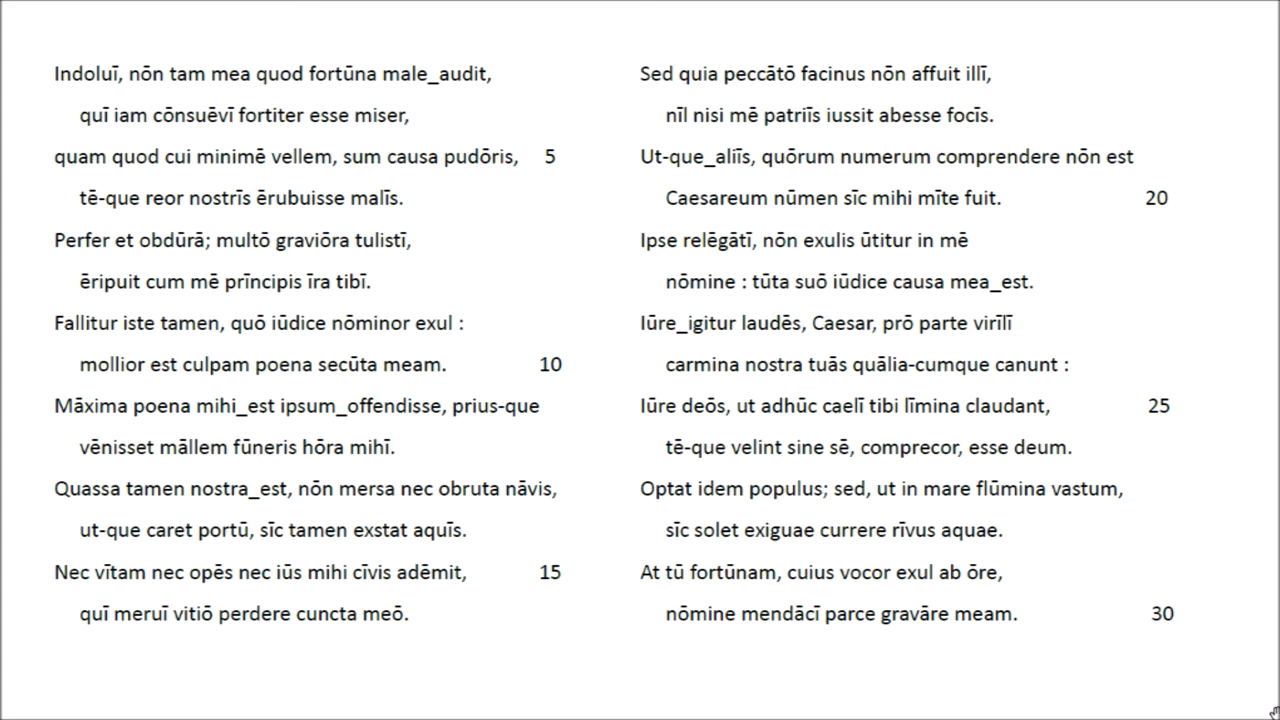 Indoluī, nōn tam mea quod fortūna male_audit,
quī iam cōnsuēvī fortiter esse miser,
quam quod cui minimē vellem, sum causa pudōris, 5
tē-que reor nostrīs ērubuisse malīs.
Perfer et obdūrā; multō graviōra tulistī,
ēripuit cum mē prīncipis īra tibī.
Fallitur iste tamen, quō iūdice nōminor exul :
mollior est culpam poena secūta meam. 10
Māxima poena mihi_est ipsum_offendisse, prius-que
vēnisset māllem fūneris hōra mihī.
Quassa tamen nostra_est, nōn mersa nec obruta nāvis,
ut-que caret portū, sīc tamen exstat aquīs.
Nec vītam nec opēs nec iūs mihi cīvis adēmit, 15
quī meruī vitiō perdere cuncta meō.
Sed quia peccātō facinus nōn affuit illī,
nīl nisi mē patriīs iussit abesse focīs.
Ut-que_aliīs, quōrum numerum comprendere nōn est
Caesareum nūmen sīc mihi mīte fuit. 20
Ipse relēgātī, nōn exulis ūtitur in mē
nōmine : tūta suō iūdice causa mea_est.
Iūre_igitur laudēs, Caesar, prō parte virīlī
carmina nostra tuās quālia-cumque canunt :
Iūre deōs, ut adhūc caelī tibi līmina claudant, 25
tē-que velint sine sē, comprecor, esse deum.
Optat idem populus; sed, ut in mare flūmina vastum,
sīc solet exiguae currere rīvus aquae.
At tū fortūnam, cuius vocor exul ab ōre,
nōmine mendācī parce gravāre meam. 30